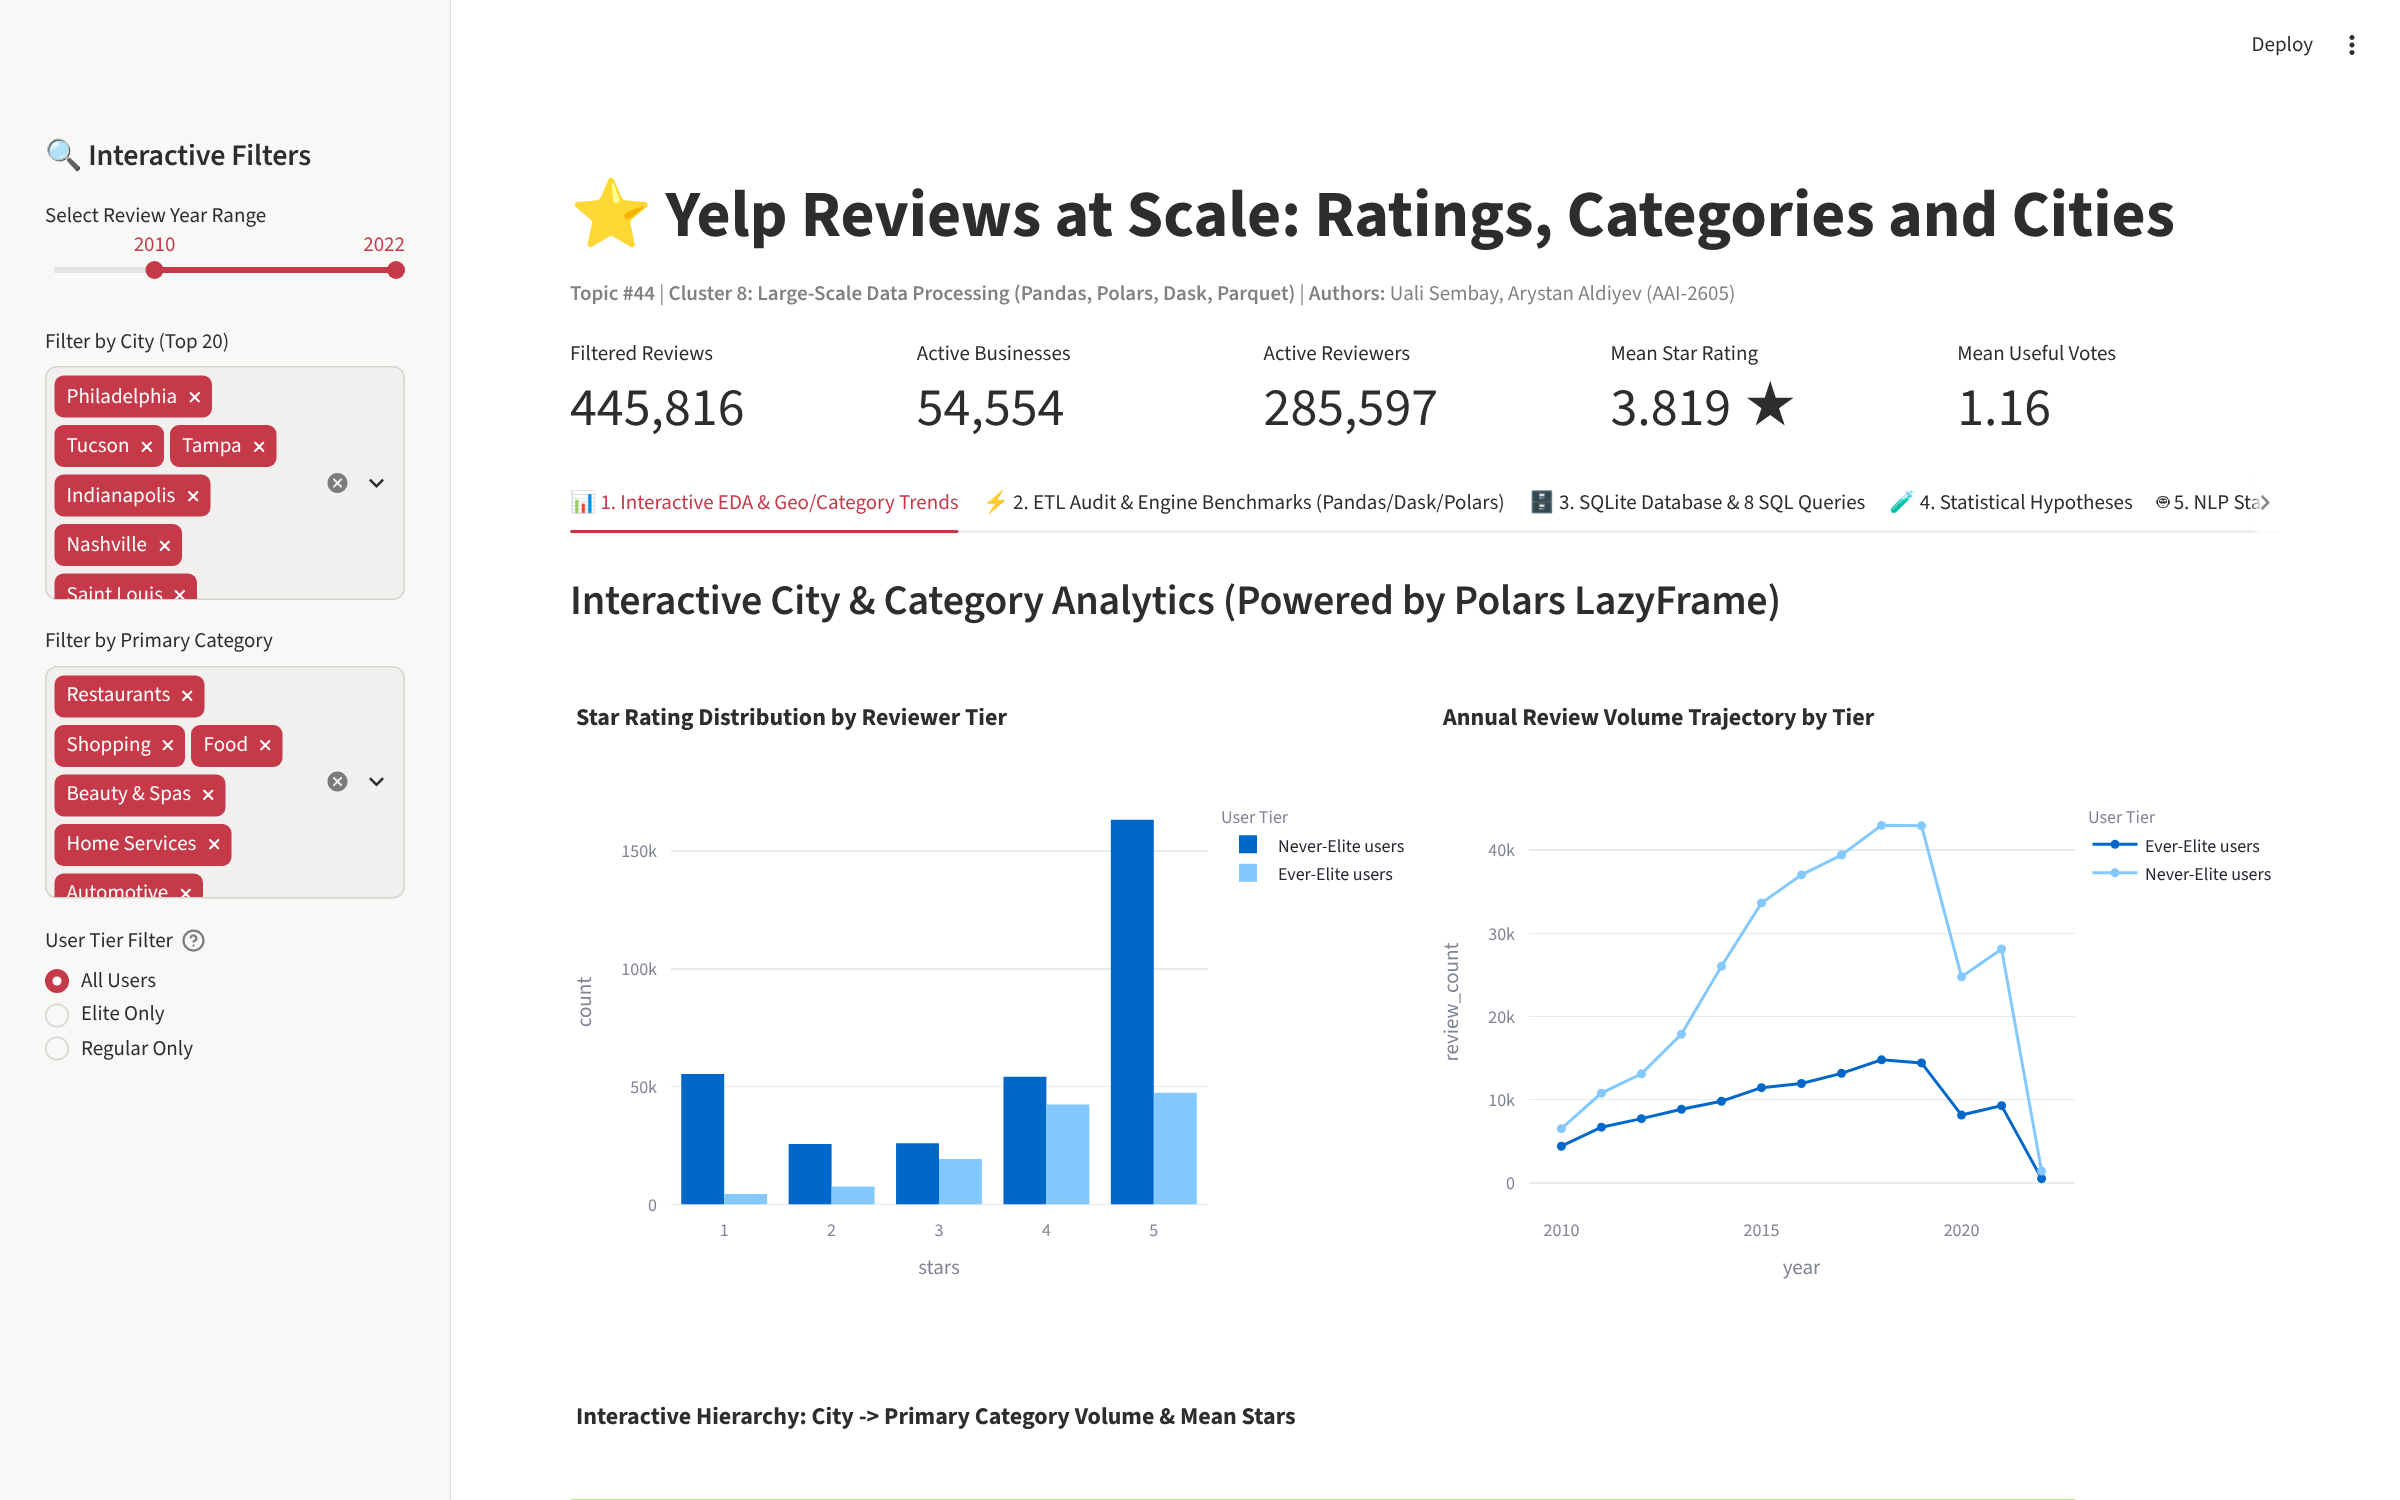 Deploy
🔍 Interactive Filters
Select Review Year Range
2010 2022
Filter by City (Top 20)
Philadelphia
Tucson Tampa
Indianapolis
Nashville
Saint Louis
Filter by Primary Category
Restaurants
Shopping Food
Beauty & Spas
Home Services
Automotive
User Tier Filter
All Users
Elite Only
Regular Only
⭐ Yelp Reviews at Scale: Ratings, Categories and Cities
Topic #44 | Cluster 8: Large-Scale Data Processing (Pandas, Polars, Dask, Parquet) | Authors: Uali Sembay, Arystan Aldiyev (AAI-2605)
Filtered Reviews Active Businesses Active Reviewers Mean Star Rating Mean Useful Votes
445,816 54,554 285,597 3.819 ★ 1.16
📊 1. Interactive EDA & Geo/Category Trends ⚡ 2. ETL Audit & Engine Benchmarks (Pandas/Dask/Polars) 🗄️ 3. SQLite Database & 8 SQL Queries 🧪 4. Statistical Hypotheses 5. NLP Sta
Interactive City & Category Analytics (Powered by Polars LazyFrame)
Star Rating Distribution by Reviewer Tier
User Tier
Never-Elite users
Ever-Elite users
150k
100k
50k
0
count
1 2 3 4 5
stars
Annual Review Volume Trajectory by Tier
User Tier
Ever-Elite users
Never-Elite users
40k
30k
20k
10k
0
review_count
2010 2015 2020
year
Interactive Hierarchy: City -> Primary Category Volume & Mean Stars